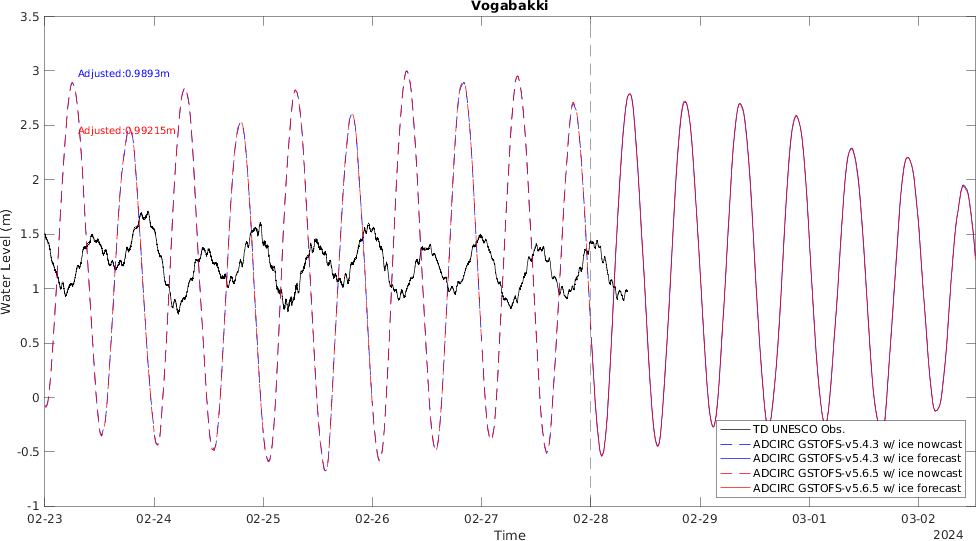 Vogabakki
3.5
3
2.5
2
1.5
1
0.5
0
-0.5
-1
Water Level (m)
Adjusted:0.9893m
Adjusted:0.99215m
TD UNESCO Obs.
ADCIRC GSTOFS-v5.4.3 w/ ice nowcast
ADCIRC GSTOFS-v5.4.3 w/ ice forecast
ADCIRC GSTOFS-v5.6.5 w/ ice nowcast
ADCIRC GSTOFS-v5.6.5 w/ ice forecast
02-23 02-24 02-25 02-26 02-27 02-28 02-29 03-01 03-02
Time
2024